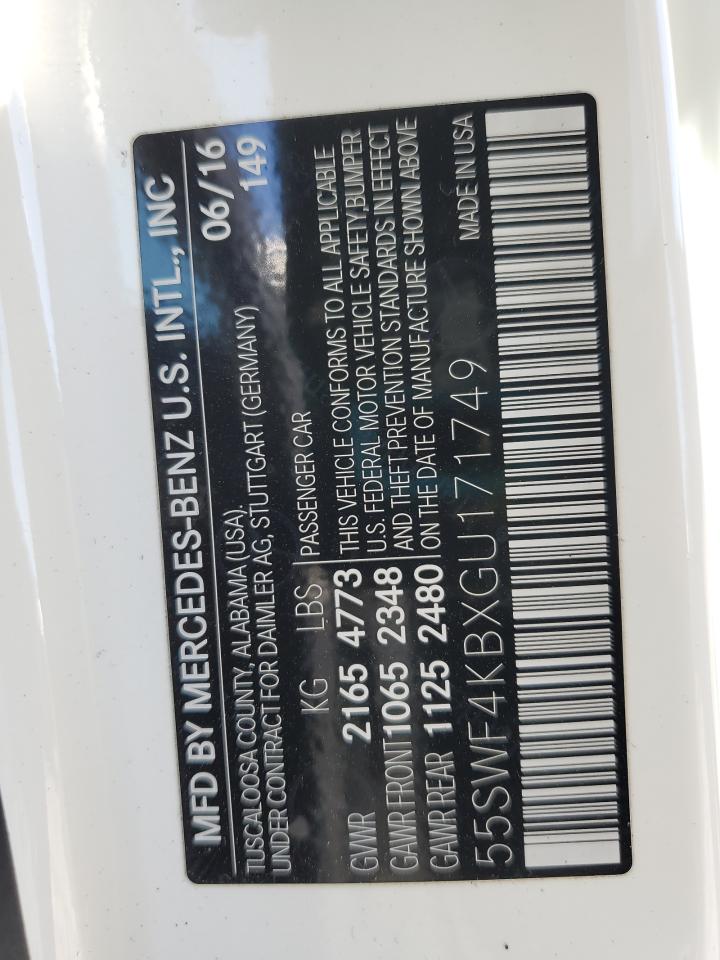 MFD BY MERCEDES-BENZ U.S. INTL., INC
TUSCALOOSA COUNTY, ALABAMA (USA), 06/16
UNDER CONTRACT FOR DAIMLER AG, STUTTGART (GERMANY) 149
KG LBS PASSENGER CAR
GVWR 2165 4773 THIS VEHICLE CONFORMS TO ALL APPLICABLE
GAWR FRONT 1065 2348 U.S. FEDERAL MOTOR VEHICLE SAFETY, BUMPER
GAWR REAR 1125 2480 AND THEFT PREVENTION STANDARDS IN EFFECT
ON THE DATE OF MANUFACTURE SHOWN ABOVE
55SWF4KBXGU171749 MADE IN USA